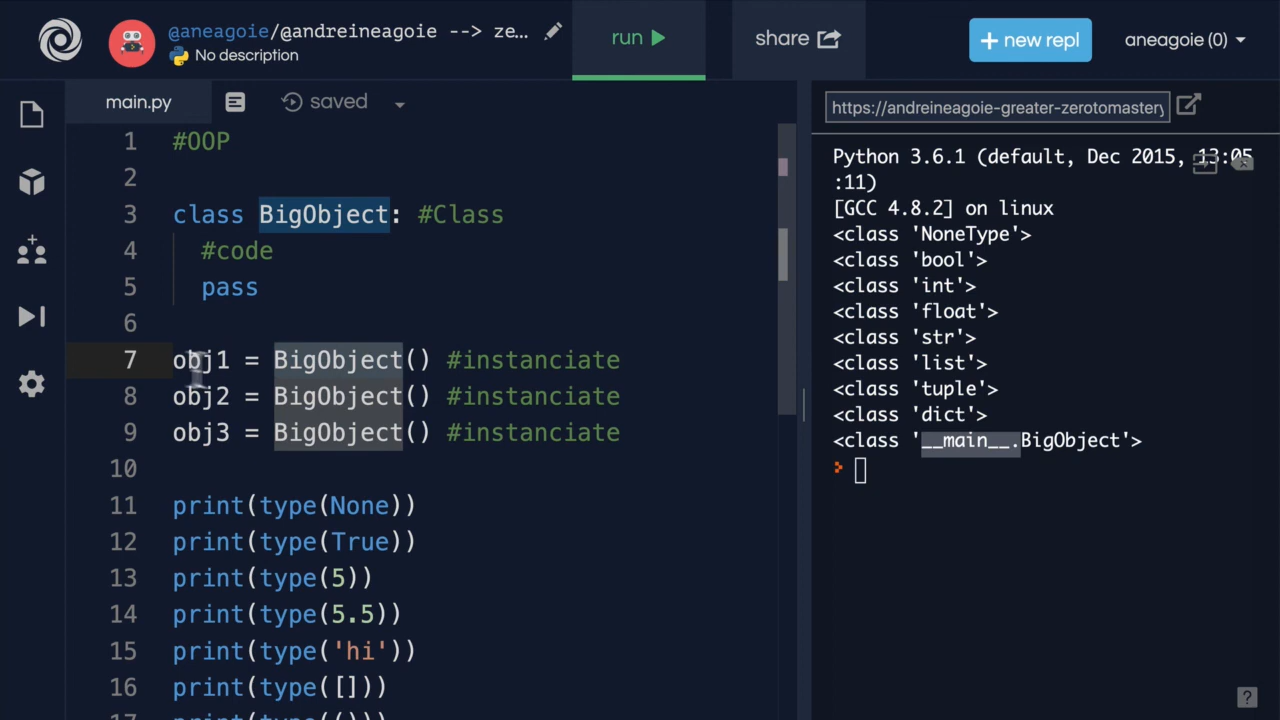 @aneagoie/@andreineagoie --> ze...
No description
run
share
+ new repl
aneagoie (0)
main.py
saved
https://andreineagoie-greater-zerotomastery
1 #OOP
2
3 class BigObject: #Class
4 #code
5 pass
6
7 obj1 = BigObject() #instanciate
8 obj2 = BigObject() #instanciate
9 obj3 = BigObject() #instanciate
10
11 print(type(None))
12 print(type(True))
13 print(type(5))
14 print(type(5.5))
15 print(type('hi'))
16 print(type([]))
17 print(type(()))
Python 3.6.1 (default, Dec 2015, 13:05
:11)
[GCC 4.8.2] on linux
<class 'NoneType'>
<class 'bool'>
<class 'int'>
<class 'float'>
<class 'str'>
<class 'list'>
<class 'tuple'>
<class 'dict'>
<class '__main__.BigObject'>
?